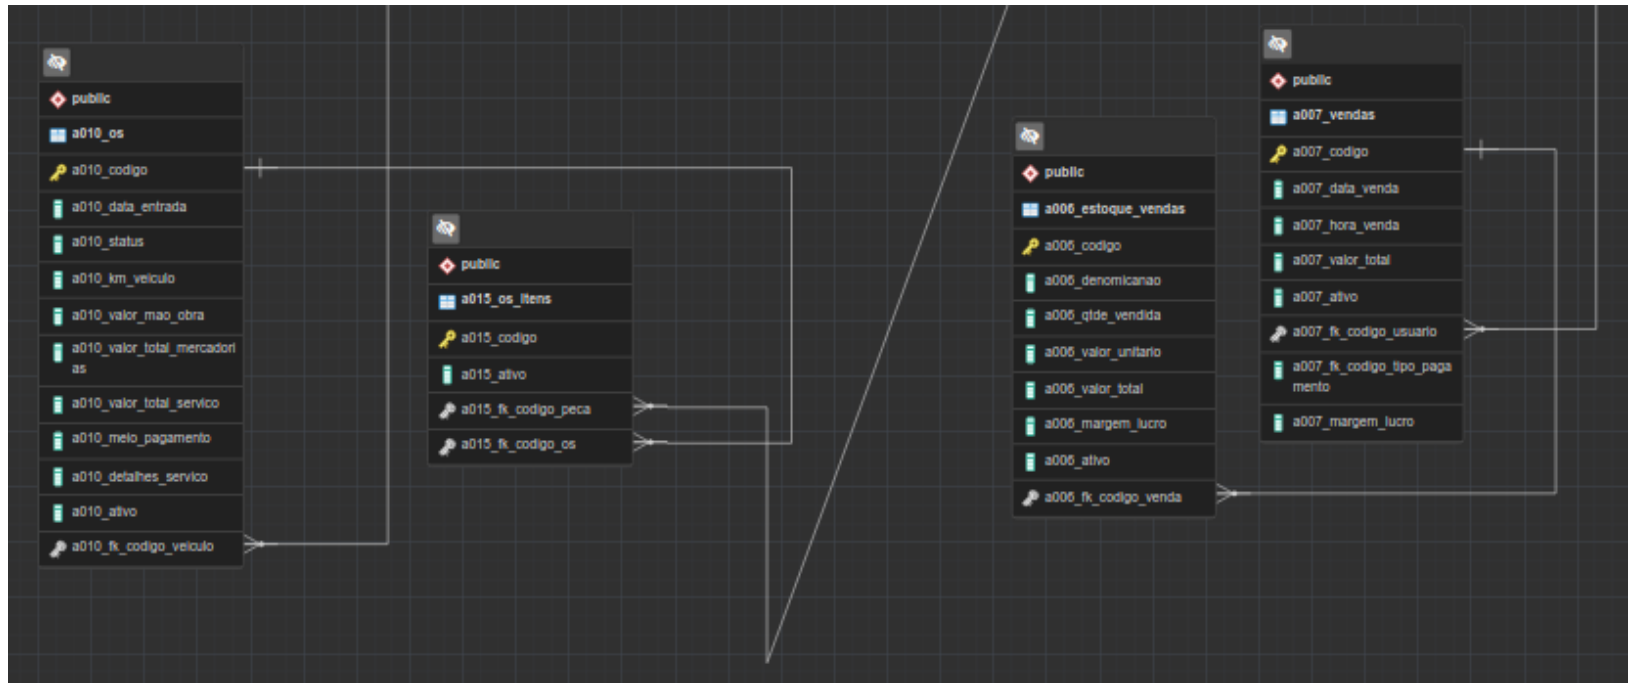 public
a010_os
a010_codigo
a010_data_entrada
a010_status
a010_km_veiculo
a010_valor_mao_obra
a010_valor_total_mercadori
as
a010_valor_total_servico
a010_meio_pagamento
a010_detalhes_servico
a010_ativo
a010_fk_codigo_veiculo
public
a015_os_itens
a015_codigo
a015_ativo
a015_fk_codigo_peca
a015_fk_codigo_os
public
a006_estoque_vendas
a006_codigo
a006_denomicanao
a006_qtde_vendida
a006_valor_unitario
a006_valor_total
a006_margem_lucro
a006_ativo
a006_fk_codigo_venda
public
a007_vendas
a007_codigo
a007_data_venda
a007_hora_venda
a007_valor_total
a007_ativo
a007_fk_codigo_usuario
a007_fk_codigo_tipo_paga
mento
a007_margem_lucro